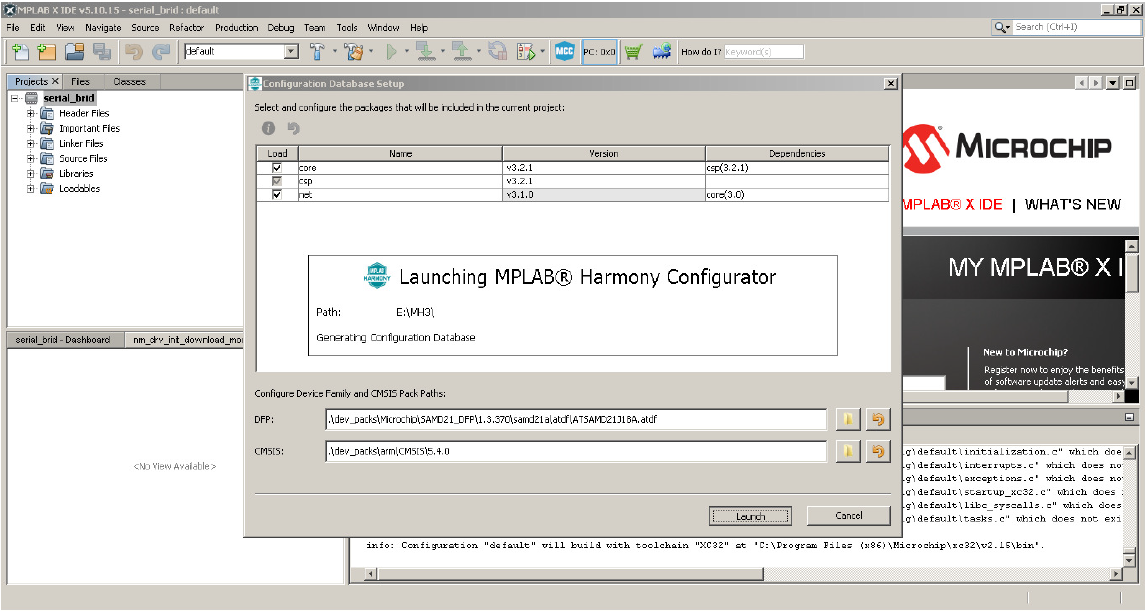 MPLAB X IDE v5.10.15 - serial_brid : default
File Edit View Navigate Source Refactor Production Debug Team Tools Window Help
Search (Ctrl+I)
default
MCC
PC: 0x0
How do I? Keyword(s)
Projects Files Classes
serial_brid
Header Files
Important Files
Linker Files
Source Files
Libraries
Loadables
serial_brid - Dashboard
<No View Available>
Configuration Database Setup
Select and configure the packages that will be included in the current project:
Load Name Version Dependencies
core v3.2.1 csp(3.2.1)
csp v3.2.1
net v3.1.0 core(3.0)
MPLAB HARMONY
Launching MPLAB® Harmony Configurator
Path: E:\MH3\
Generating Configuration Database
Configure Device Family and CMSIS Pack Paths:
DFP: .\dev_packs\Microchip\SAMD21_DFP\1.3.370\samd21a\atdf\ATSAMD21J18A.atdf
CMSIS: .\dev_packs\arm\CMSIS\5.4.0
Launch Cancel
MICROCHIP
MPLAB® X IDE | WHAT'S NEW
MY MPLAB® X I
New to Microchip?
Register now to enjoy the benefits
of software update alerts and easy
g\default\initialization.c" which doe
g\default\interrupts.c" which does no
g\default\exceptions.c" which does no
g\default\startup_xc32.c" which does
g\default\libc_syscalls.c" which does
g\default\tasks.c" which does not exi
info: Configuration "default" will build with toolchain "XC32" at "C:\Program Files (x86)\Microchip\xc32\v2.15\bin".